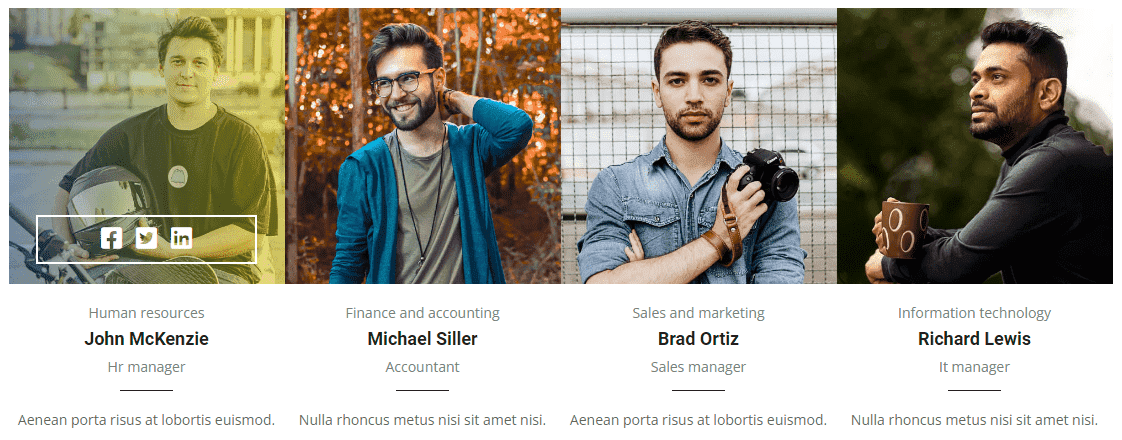 Human resources
John McKenzie
Hr manager
Aenean porta risus at lobortis euismod.
Finance and accounting
Michael Siller
Accountant
Nulla rhoncus metus nisi sit amet nisi.
Sales and marketing
Brad Ortiz
Sales manager
Aenean porta risus at lobortis euismod.
Information technology
Richard Lewis
It manager
Nulla rhoncus metus nisi sit amet nisi.